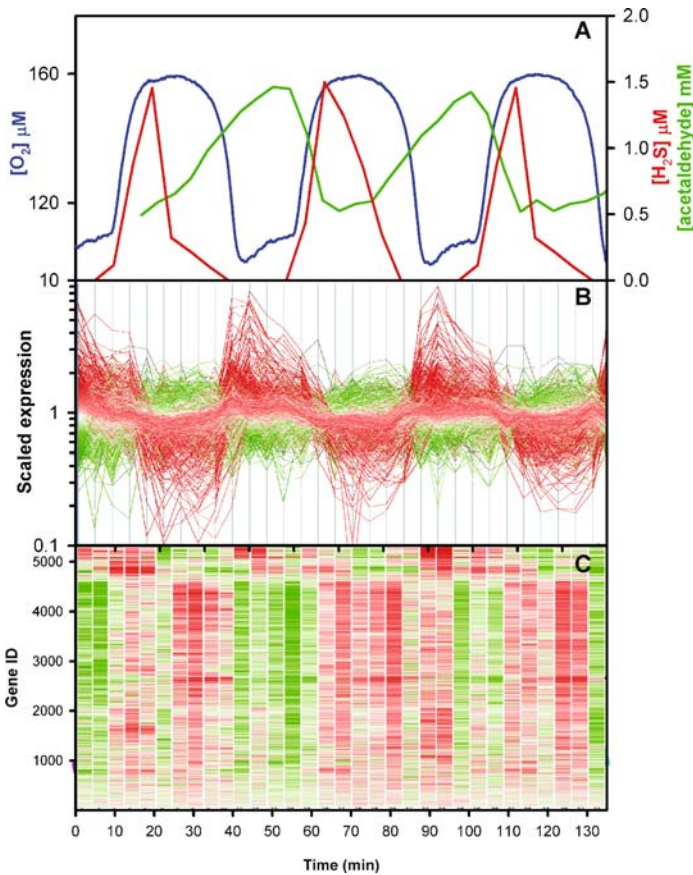 A
2.0
1.5
1.0
0.5
0.0
160
120
[O₂] µM
[H₂S] µM
[acetaldehyde] mM
B
10
1
0.1
Scaled expression
C
5000
4000
3000
2000
1000
Gene ID
0 10 20 30 40 50 60 70 80 90 100 110 120 130
Time (min)